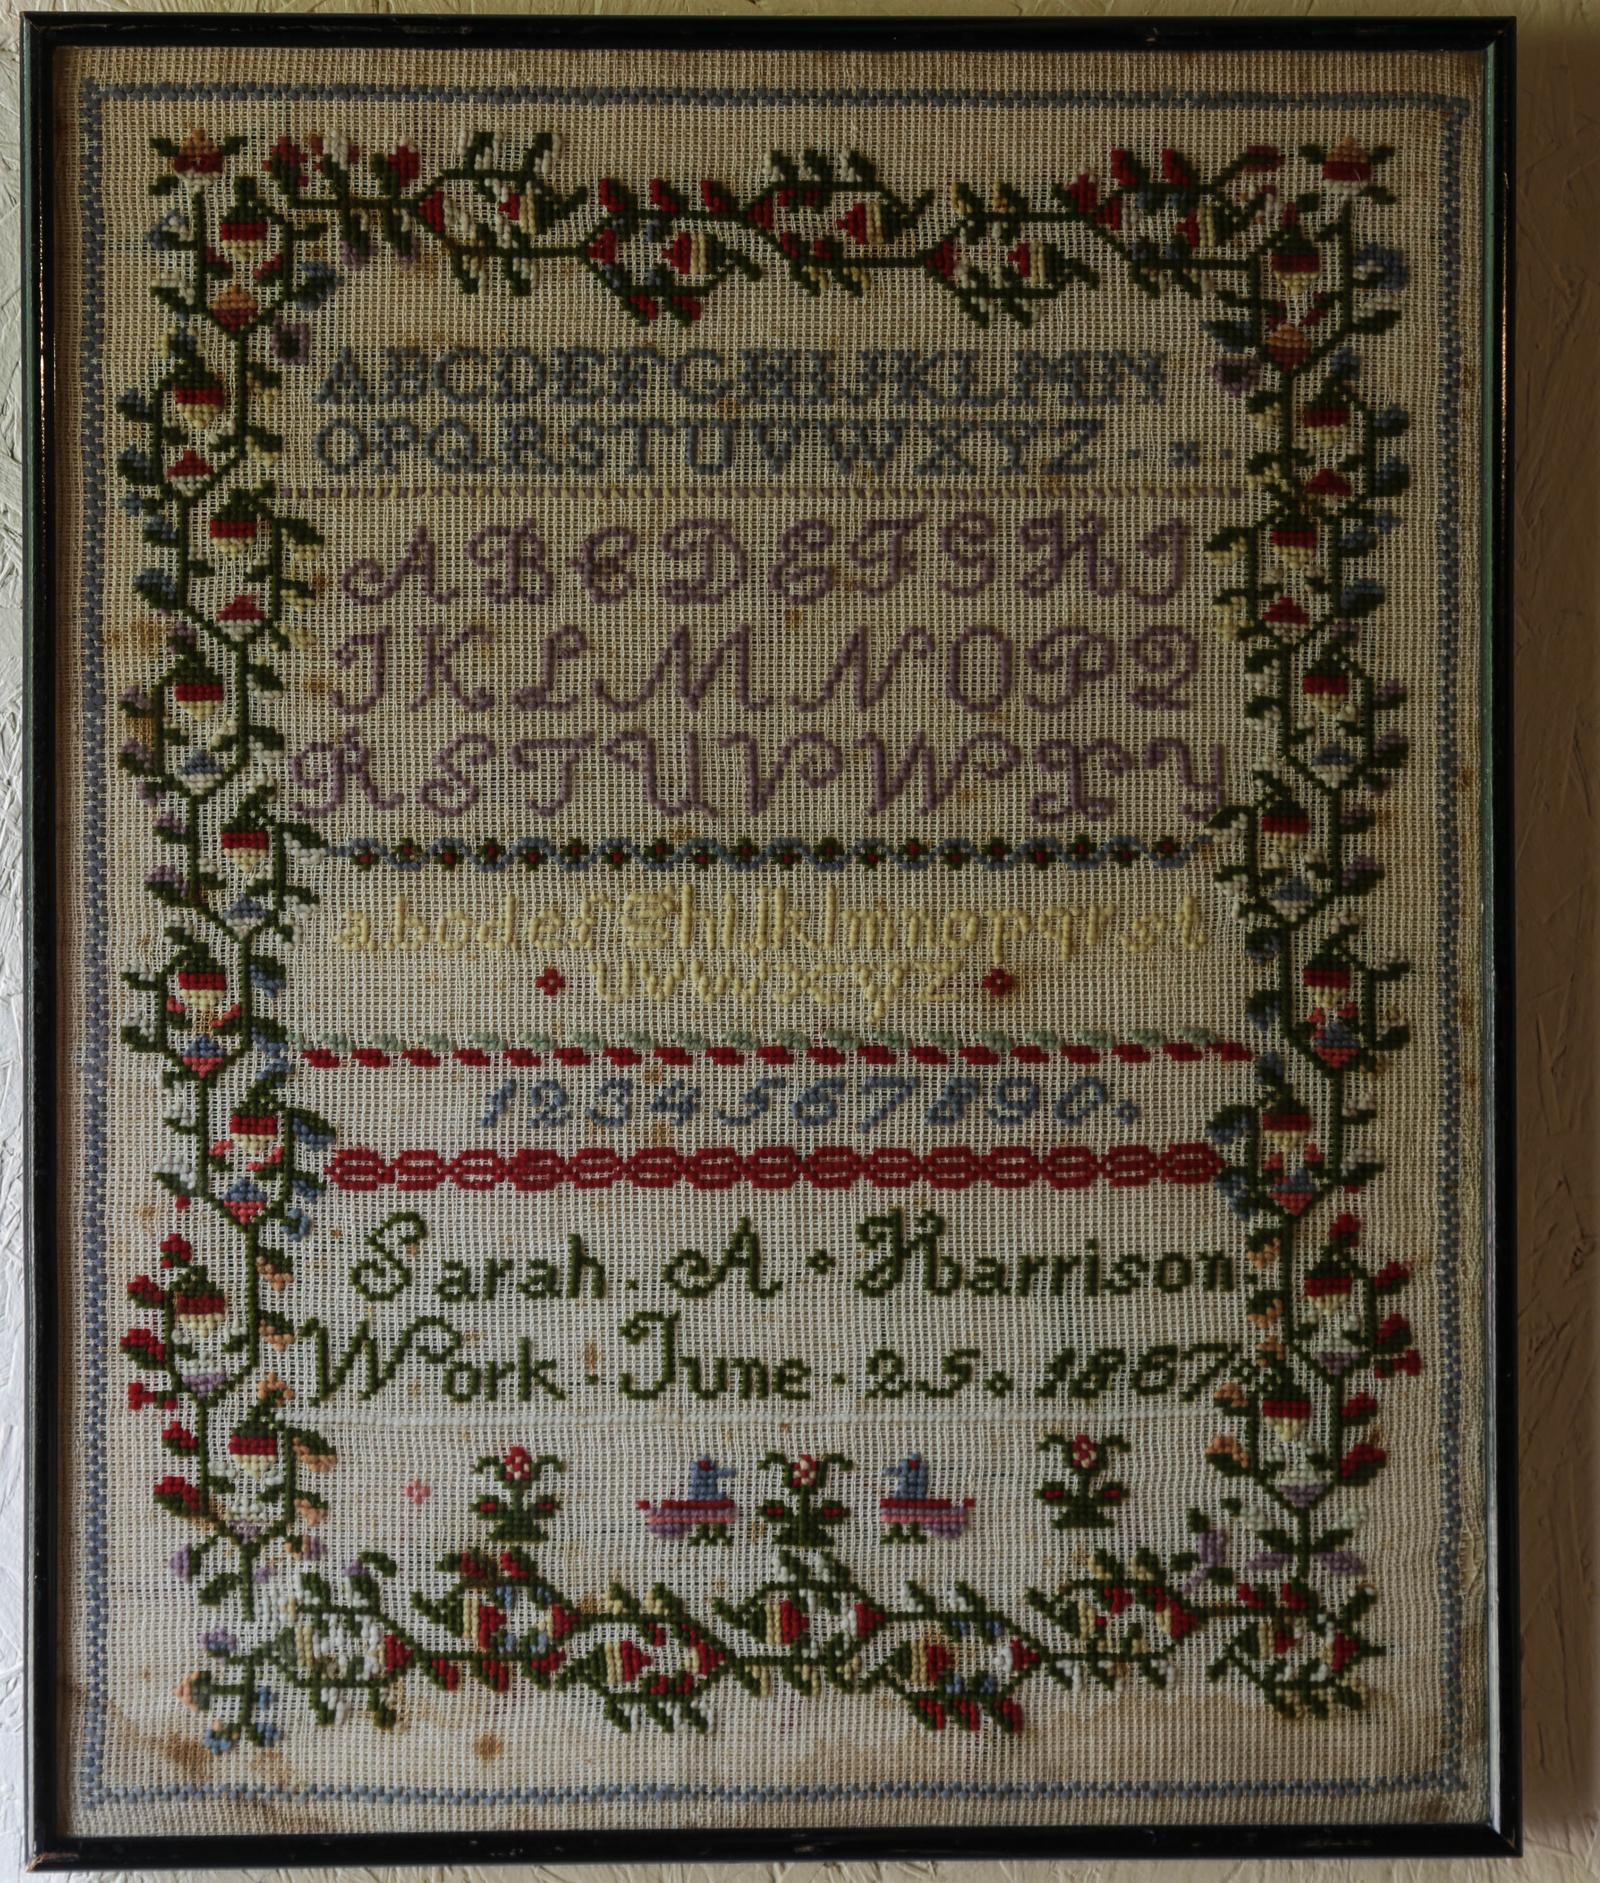 ABCDEFGHIJKLMN
OPQRSTUVWXYZ . x .
ABCDEFGHI
JKLMNOPQ
RSTUVWXY
abcdefghijklmnopqrst
uvwxyz
1234567890.
Sarah. A. Harrison.
Work. June. 25. 1867